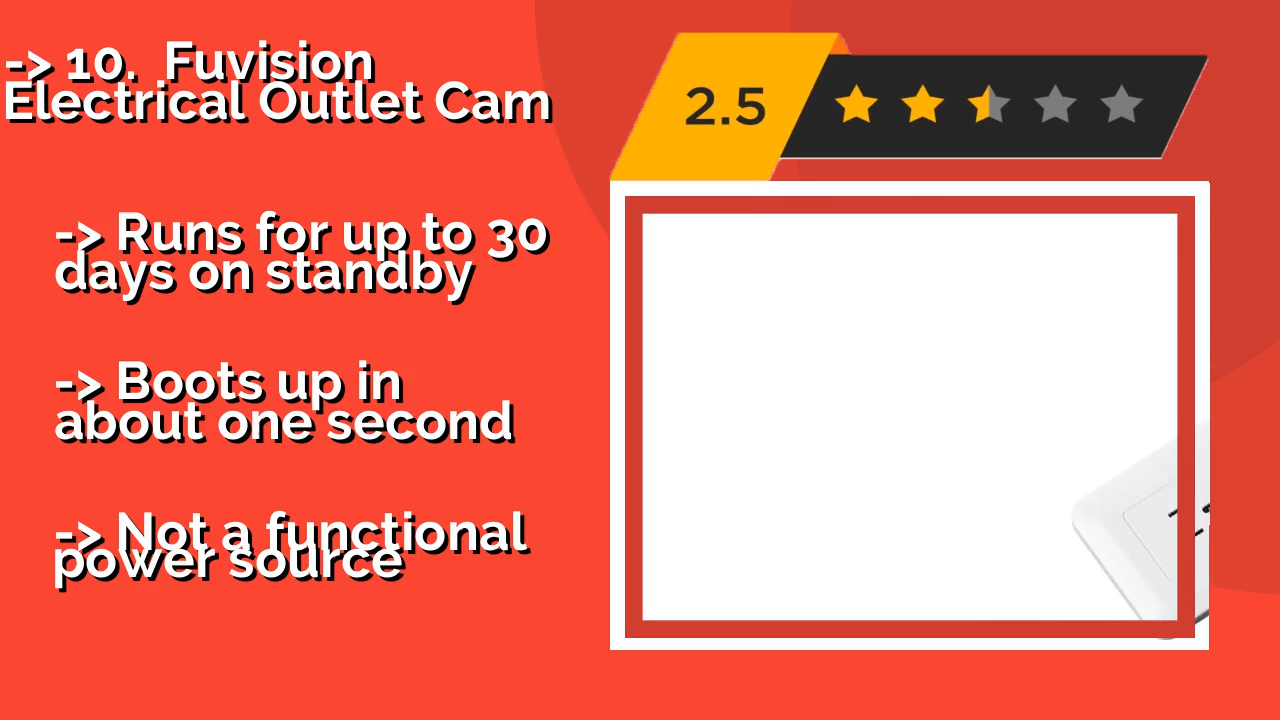 -> 10.  Fuvision
Electrical Outlet Cam
2.5
-> Runs for up to 30
days on standby
-> Boots up in
about one second
-> Not a functional
power source